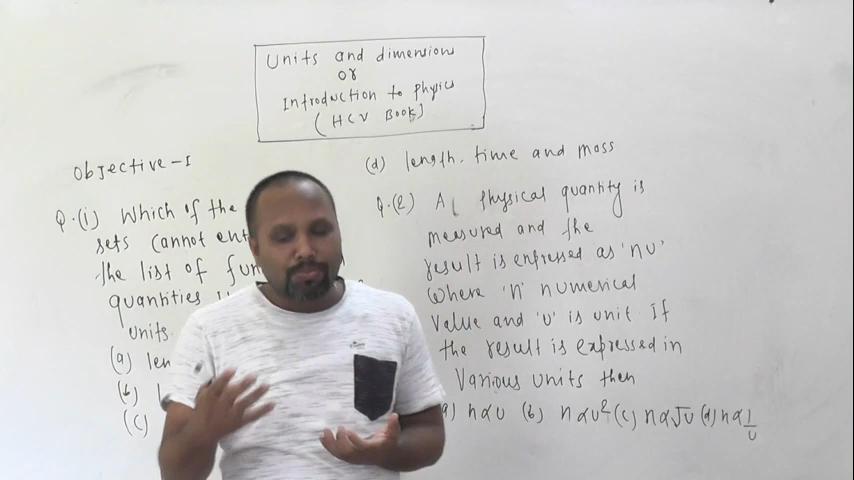 Units and dimensions
or
Introduction to Physics
(HCV Book)
Objective-I
Q.(i) Which of the
sets cannot ent
the list of fun
quantities
units.
(a) len
(b)
(c)
(d) length, time and mass
Q.(2) A physical quantity is
measured and the
result is expressed as 'nu'
where 'n' numerical
value and 'u' is unit. If
the result is expressed in
various units then
a) n α u (b) n α u² (c) n α √u (d) n α 1/u